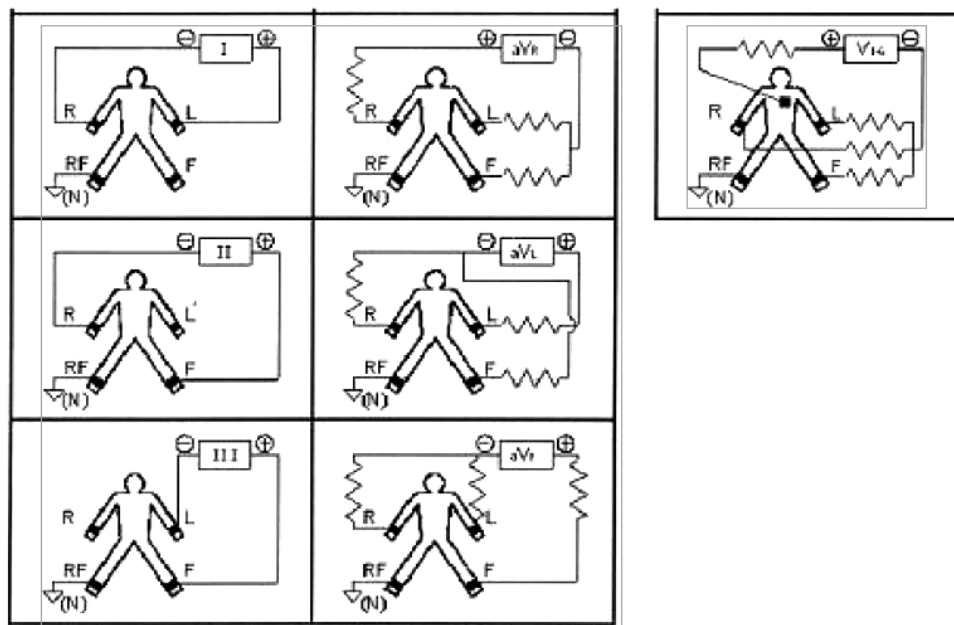 ⊖ I ⊕
R L
RF F
(N)
⊕ aVR ⊖
R L
RF F
(N)
⊕ V1-6 ⊖
R L
RF F
(N)
⊖ II ⊕
R L'
RF F
(N)
⊖ aVL ⊕
R L
RF F
(N)
⊖ III ⊕
R L
RF F
(N)
⊖ aVF ⊕
R L
RF F
(N)